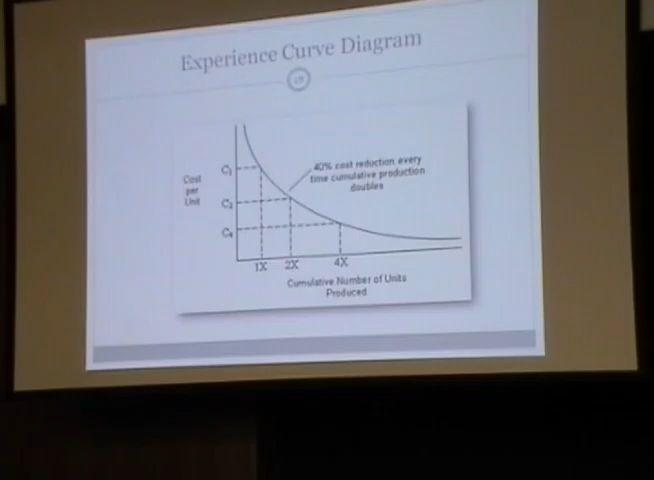 Experience Curve Diagram
Cost
per
Unit
C₁
C₂
C₄
40% cost reduction every
time cumulative production
doubles
1X 2X 4X
Cumulative Number of Units
Produced